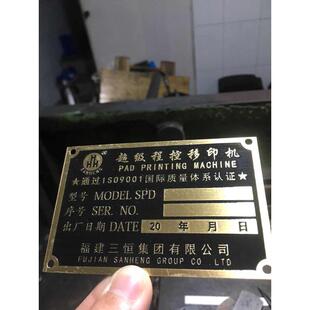 超级程控移印机
PAD PRINTING MACHINE
★通过ISO9001国际质量体系认证★
型号 MODEL SPD
序号 SER. NO.
出厂日期 DATE 20 年 月 日
福建三恒集团有限公司
FUJIAN SANHENG GROUP CO.LTD